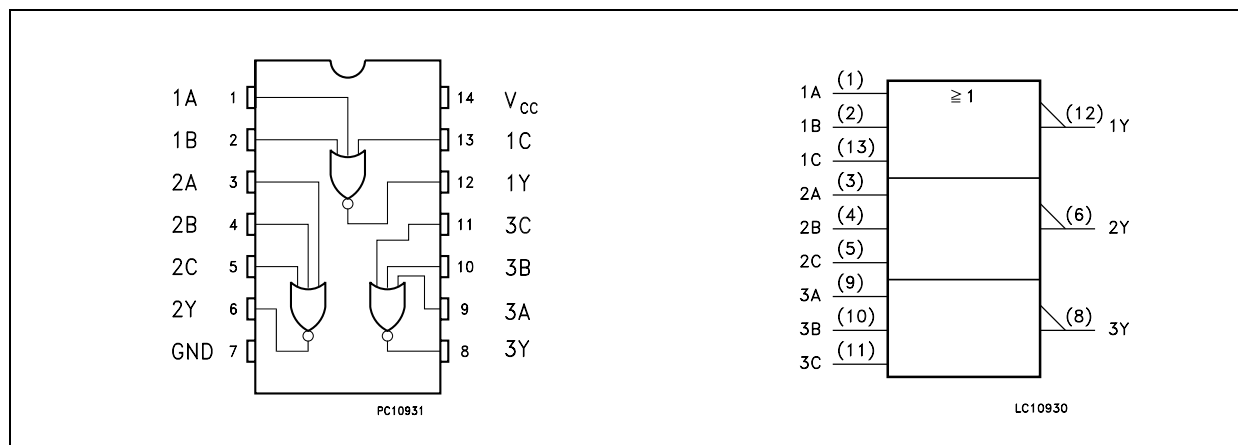 1A 1 14 VCC
1B 2 13 1C
2A 3 12 1Y
2B 4 11 3C
2C 5 10 3B
2Y 6 9 3A
GND 7 8 3Y
PC10931
≧1
1A (1)
1B (2)
1C (13)
2A (3)
2B (4)
2C (5)
3A (9)
3B (10)
3C (11)
(12) 1Y
(6) 2Y
(8) 3Y
LC10930